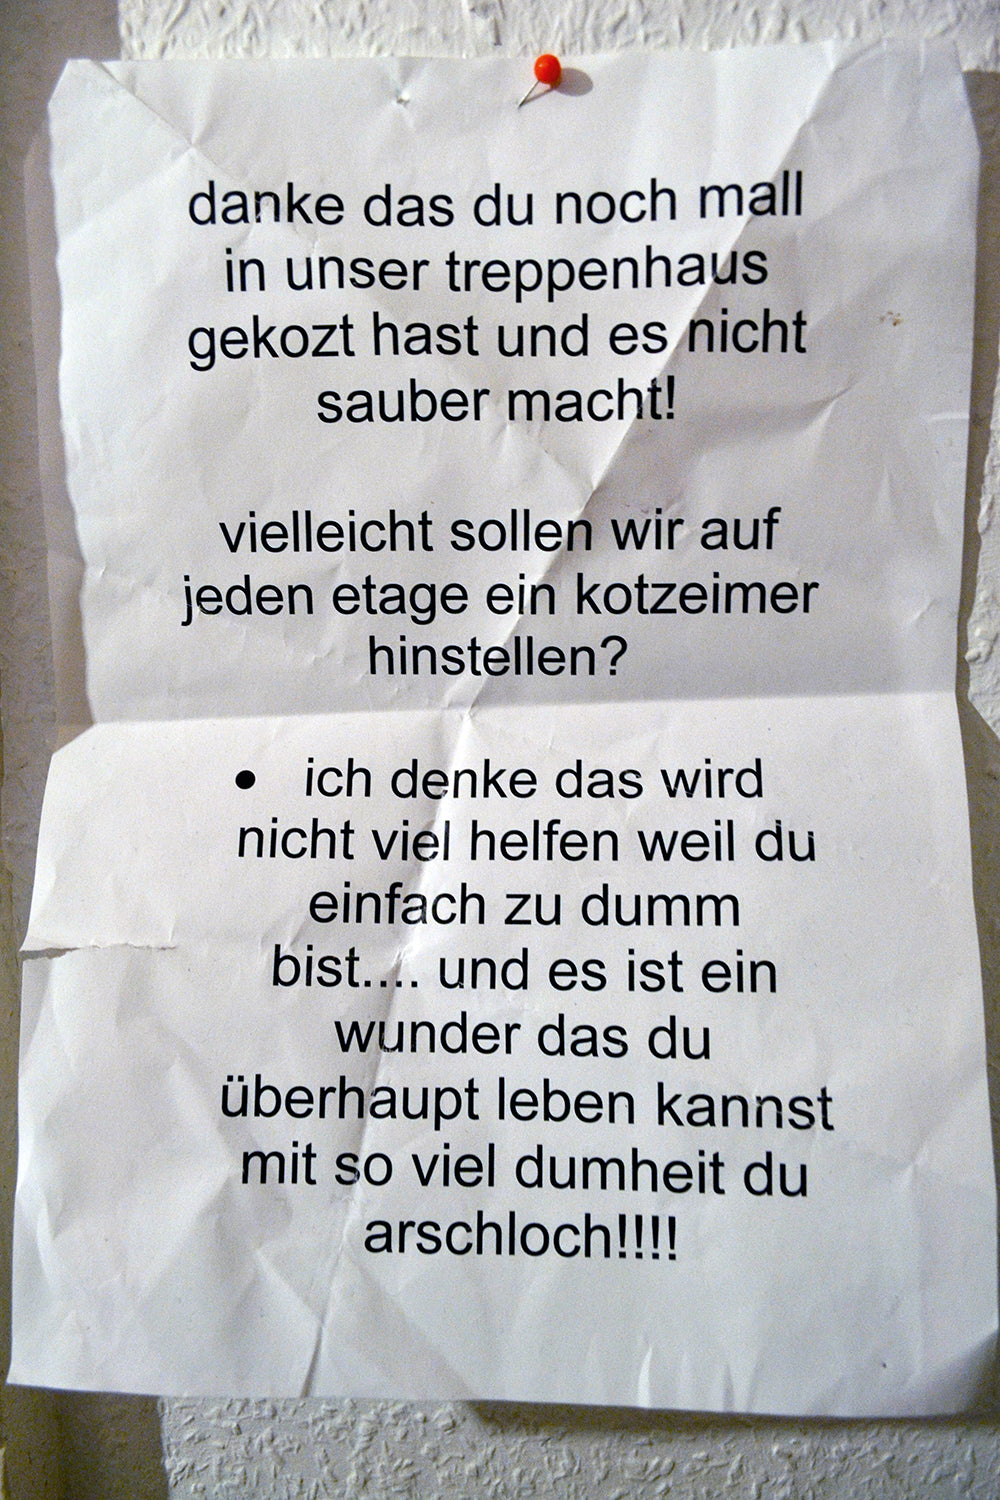 danke das du noch mall
in unser treppenhaus
gekozt hast und es nicht
sauber macht!
vielleicht sollen wir auf
jeden etage ein kotzeimer
hinstellen?
• ich denke das wird
nicht viel helfen weil du
einfach zu dumm
bist.... und es ist ein
wunder das du
überhaupt leben kannst
mit so viel dumheit du
arschloch!!!!